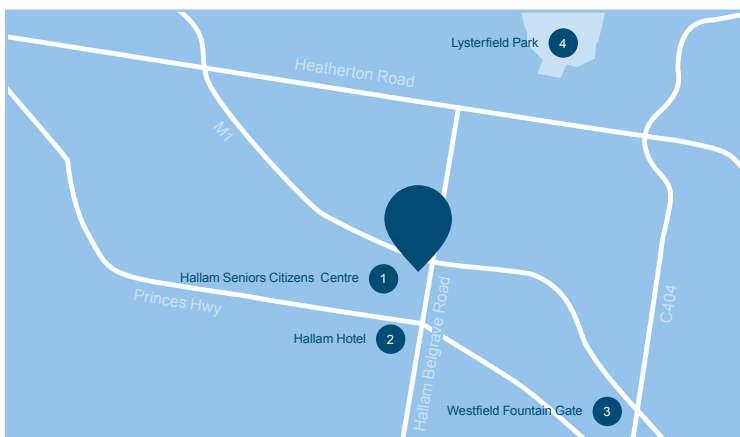 Lysterfield Park 4
Heatherton Road
M1
Hallam Seniors Citizens Centre 1
Princes Hwy
C404
Hallam Belgrave Road
Hallam Hotel 2
Westfield Fountain Gate 3